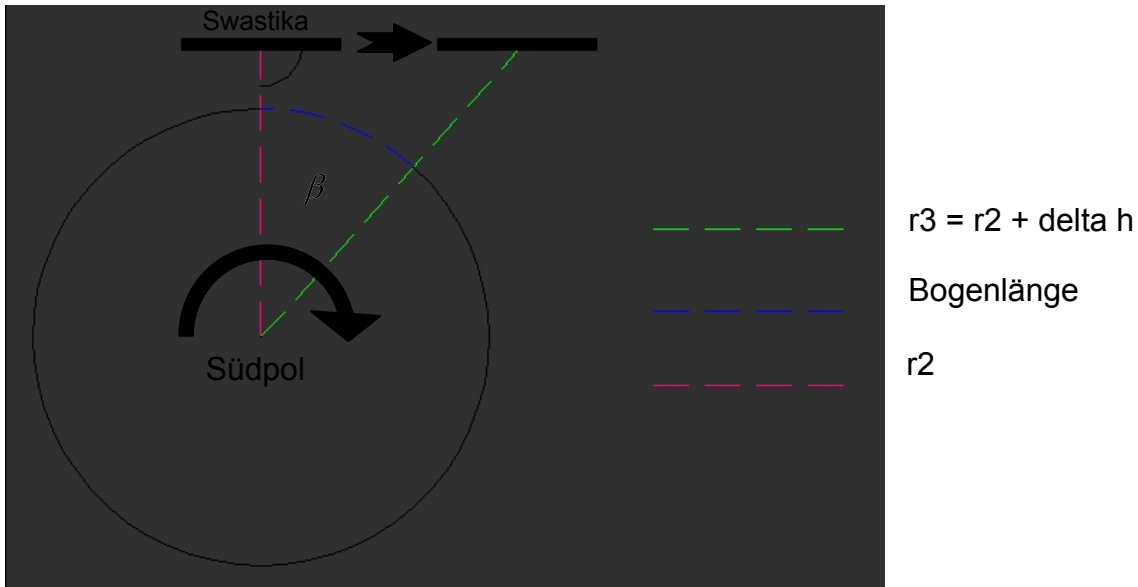 Swastika
β
Südpol
r3 = r2 + delta h
Bogenlänge
r2